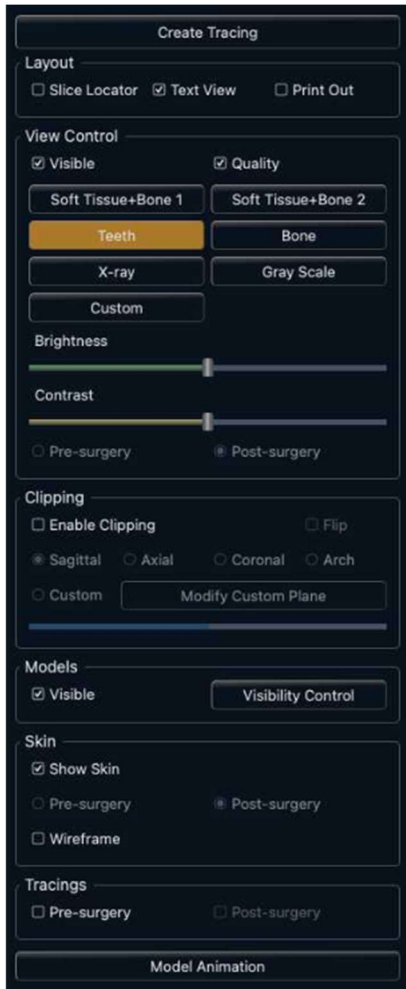 Create Tracing
Layout
Slice Locator Text View Print Out
View Control
Visible Quality
Soft Tissue+Bone 1 Soft Tissue+Bone 2
Teeth Bone
X-ray Gray Scale
Custom
Brightness
Contrast
Pre-surgery Post-surgery
Clipping
Enable Clipping Flip
Sagittal Axial Coronal Arch
Custom Modify Custom Plane
Models
Visible Visibility Control
Skin
Show Skin
Pre-surgery Post-surgery
Wireframe
Tracings
Pre-surgery Post-surgery
Model Animation